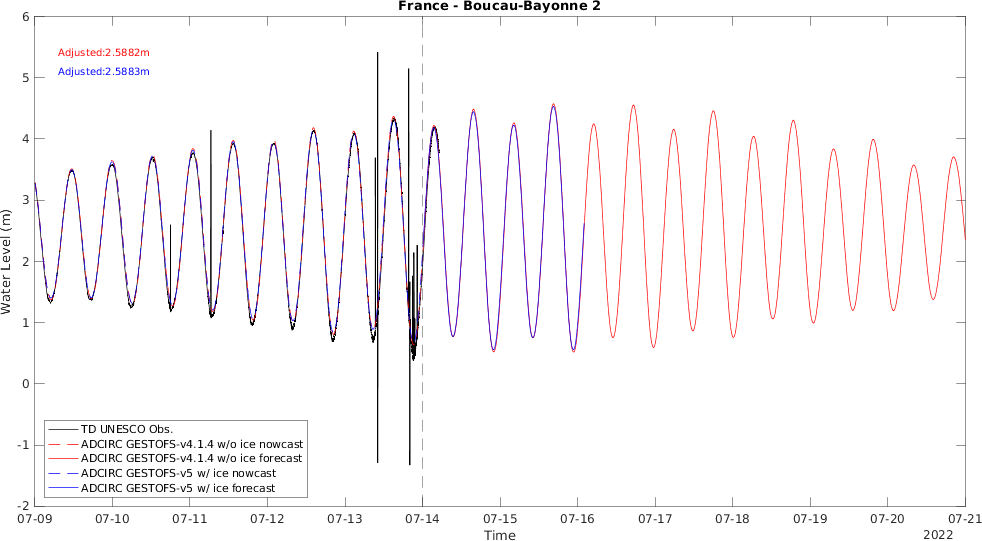 France - Boucau-Bayonne 2
Adjusted:2.5882m
Adjusted:2.5883m
Water Level (m)
6
5
4
3
2
1
0
-1
-2
TD UNESCO Obs.
ADCIRC GESTOFS-v4.1.4 w/o ice nowcast
ADCIRC GESTOFS-v4.1.4 w/o ice forecast
ADCIRC GESTOFS-v5 w/ ice nowcast
ADCIRC GESTOFS-v5 w/ ice forecast
07-09 07-10 07-11 07-12 07-13 07-14 07-15 07-16 07-17 07-18 07-19 07-20 07-21
Time
2022